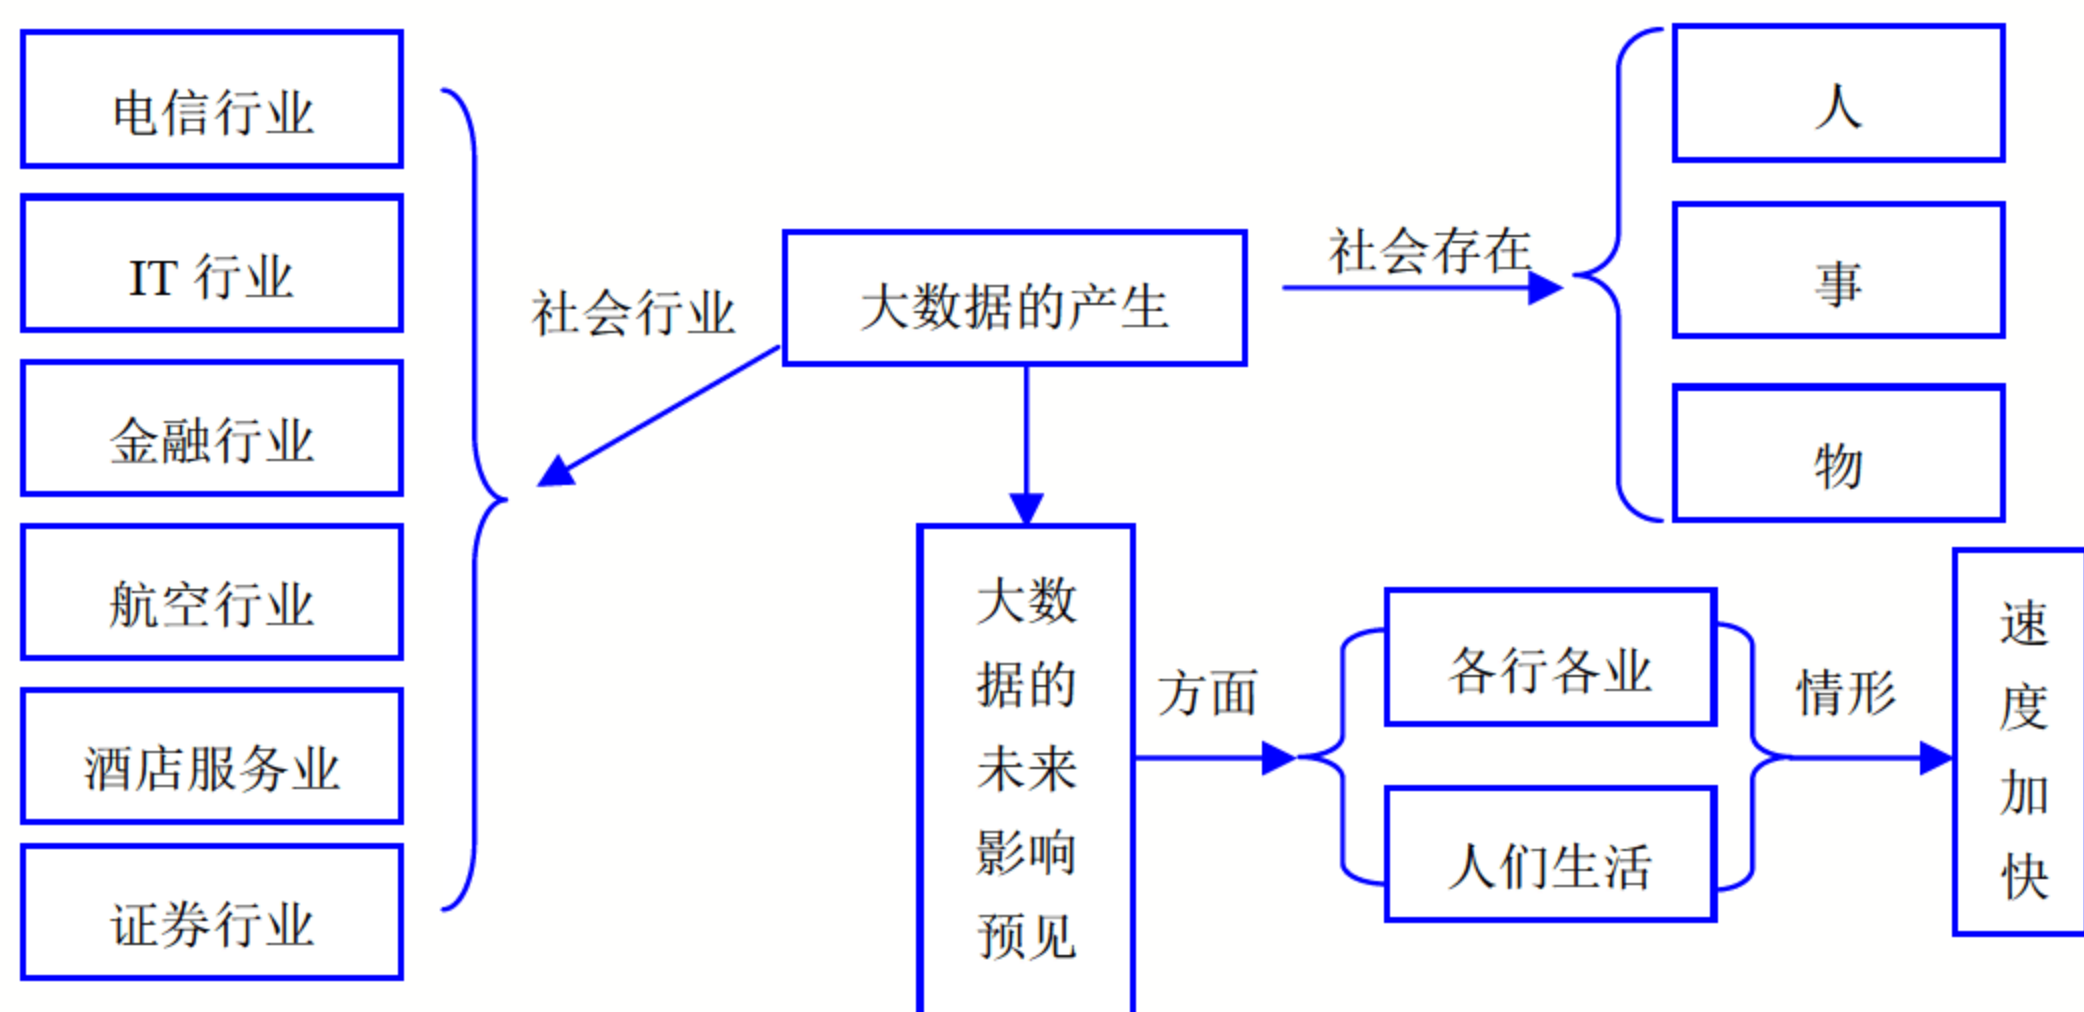 电信行业
IT 行业
金融行业
航空行业
酒店服务业
证券行业
社会行业
大数据的产生
社会存在
人
事
物
大数
据的
未来
影响
预见
方面
各行各业
人们生活
情形
速
度
加
快